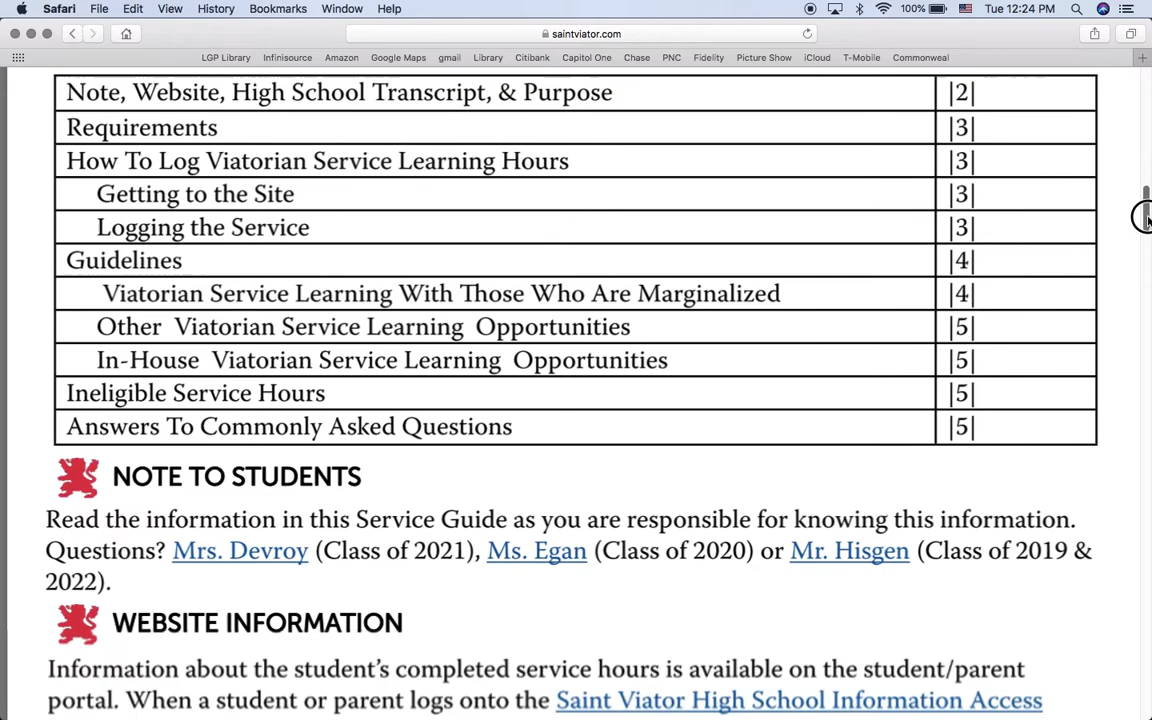 Safari File Edit View History Bookmarks Window Help 100% Tue 12:24 PM
saintviator.com
LGP Library Infinisource Amazon Google Maps gmail Library Citibank Capitol One Chase PNC Fidelity Picture Show iCloud T-Mobile Commonweal
Note, Website, High School Transcript, & Purpose |2|
Requirements |3|
How To Log Viatorian Service Learning Hours |3|
Getting to the Site |3|
Logging the Service |3|
Guidelines |4|
Viatorian Service Learning With Those Who Are Marginalized |4|
Other Viatorian Service Learning Opportunities |5|
In-House Viatorian Service Learning Opportunities |5|
Ineligible Service Hours |5|
Answers To Commonly Asked Questions |5|
NOTE TO STUDENTS
Read the information in this Service Guide as you are responsible for knowing this information.
Questions? Mrs. Devroy (Class of 2021), Ms. Egan (Class of 2020) or Mr. Hisgen (Class of 2019 &
2022).
WEBSITE INFORMATION
Information about the student’s completed service hours is available on the student/parent
portal. When a student or parent logs onto the Saint Viator High School Information Access